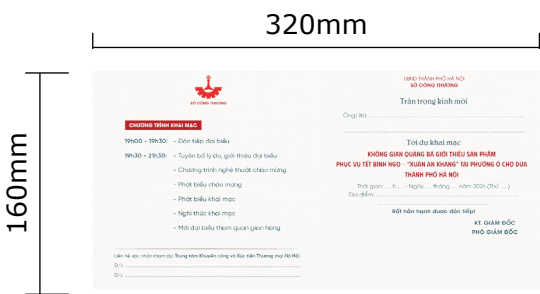 320mm
160mm
SỞ CÔNG THƯƠNG
CHƯƠNG TRÌNH KHAI MẠC
19h00 - 19h30: - Đón tiếp đại biểu
19h30 - 21h30: - Tuyên bố lý do, giới thiệu đại biểu
- Chương trình nghệ thuật chào mừng
- Phát biểu chào mừng
- Phát biểu khai mạc
- Nghi thức khai mạc
- Mời đại biểu tham quan gian hàng
Liên hệ xác nhận tham dự: Trung tâm Khuyến công và Xúc tiến Thương mại Hà Nội
Đ/c
Đ/c
UBND THÀNH PHỐ HÀ NỘI
SỞ CÔNG THƯƠNG
Trân trọng kính mời
Ông/ Bà:
Tới dự khai mạc
KHÔNG GIAN QUẢNG BÁ GIỚI THIỆU SẢN PHẨM
PHỤC VỤ TẾT BÍNH NGỌ - "XUÂN AN KHANG" TẠI PHƯỜNG Ô CHỢ DỪA
THÀNH PHỐ HÀ NỘI
Thời gian: .... h ..... - Ngày ..... tháng ..... năm 2026 (Thứ ....)
Địa điểm:
Rất hân hạnh được đón tiếp!
KT. GIÁM ĐỐC
PHÓ GIÁM ĐỐC